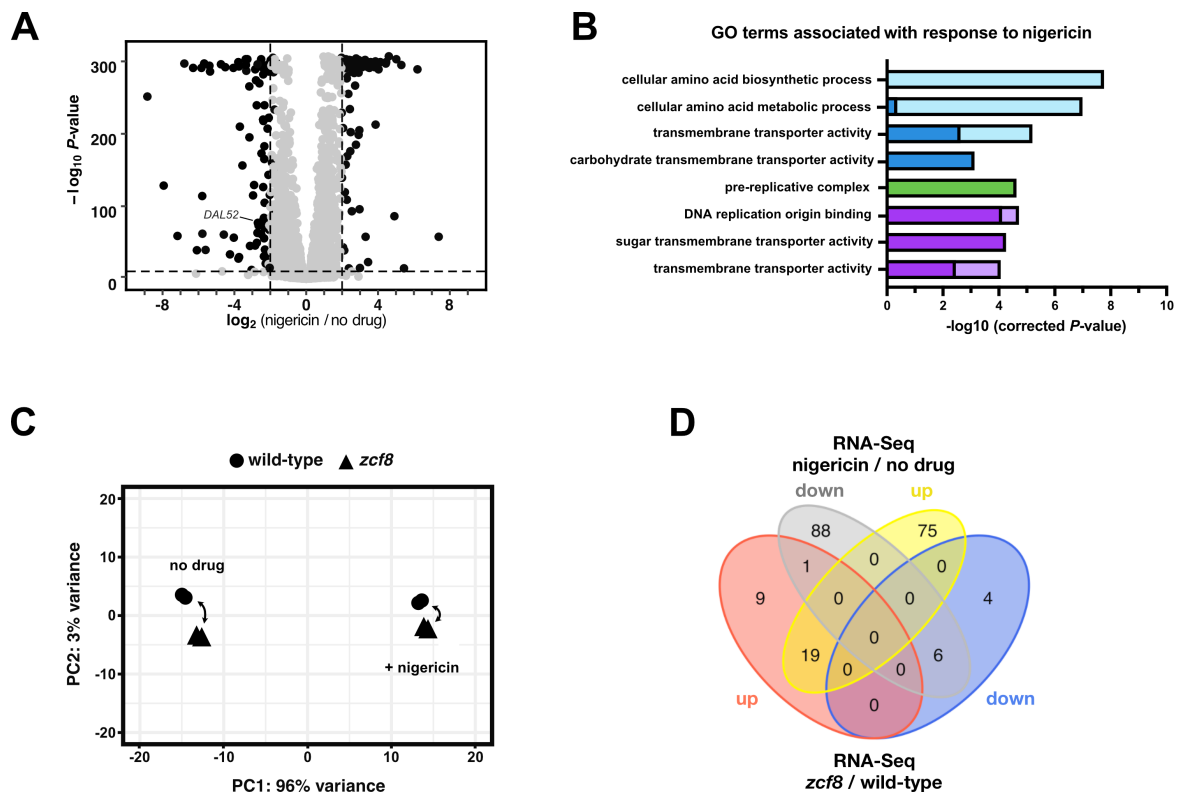 A
300
200
100
0
−log10 P-value
DAL52
-8
-4
0
4
8
log2 (nigericin / no drug)
B
GO terms associated with response to nigericin
cellular amino acid biosynthetic process
cellular amino acid metabolic process
transmembrane transporter activity
carbohydrate transmembrane transporter activity
pre-replicative complex
DNA replication origin binding
sugar transmembrane transporter activity
transmembrane transporter activity
0
2
4
6
8
10
-log10 (corrected P-value)
C
wild-type
zcf8
20
10
0
-10
-20
PC2: 3% variance
no drug
+ nigericin
-20
-10
0
10
20
PC1: 96% variance
D
RNA-Seq
nigericin / no drug
down
up
88
75
0
1
0
9
0
0
4
0
19
6
0
0
0
up
down
RNA-Seq
zcf8 / wild-type